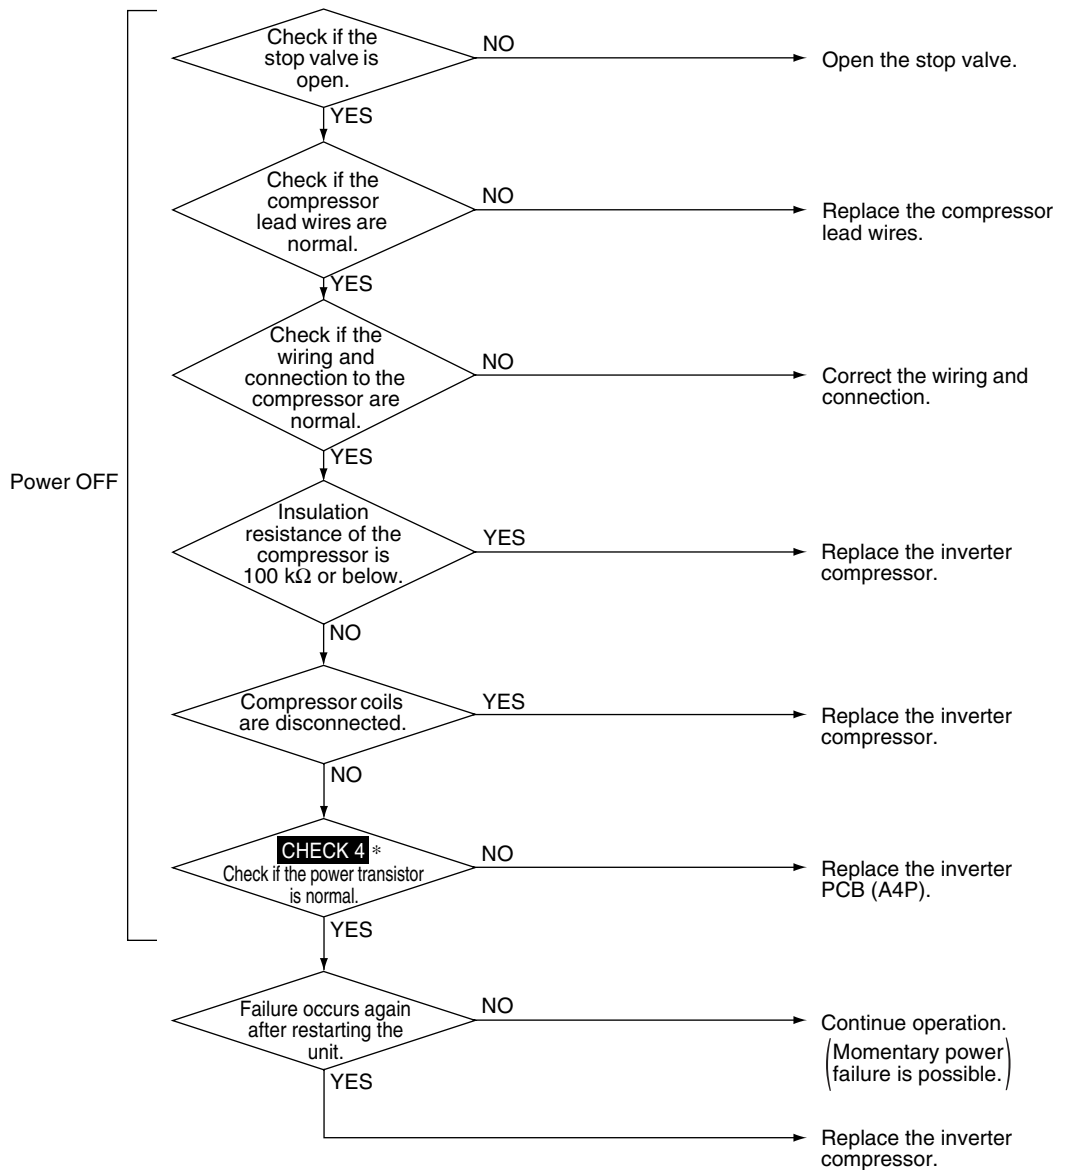 Check if the
stop valve is
open.
NO
Open the stop valve.
YES
Check if the
compressor
lead wires are
normal.
NO
Replace the compressor
lead wires.
YES
Check if the
wiring and
connection to the
compressor are
normal.
NO
Correct the wiring and
connection.
YES
Power OFF
Insulation
resistance of the
compressor is
100 kΩ or below.
YES
Replace the inverter
compressor.
NO
Compressor coils
are disconnected.
YES
Replace the inverter
compressor.
NO
CHECK 4 *
Check if the power transistor
is normal.
NO
Replace the inverter
PCB (A4P).
YES
Failure occurs again
after restarting the
unit.
NO
Continue operation.
(Momentary power
failure is possible.)
YES
Replace the inverter
compressor.